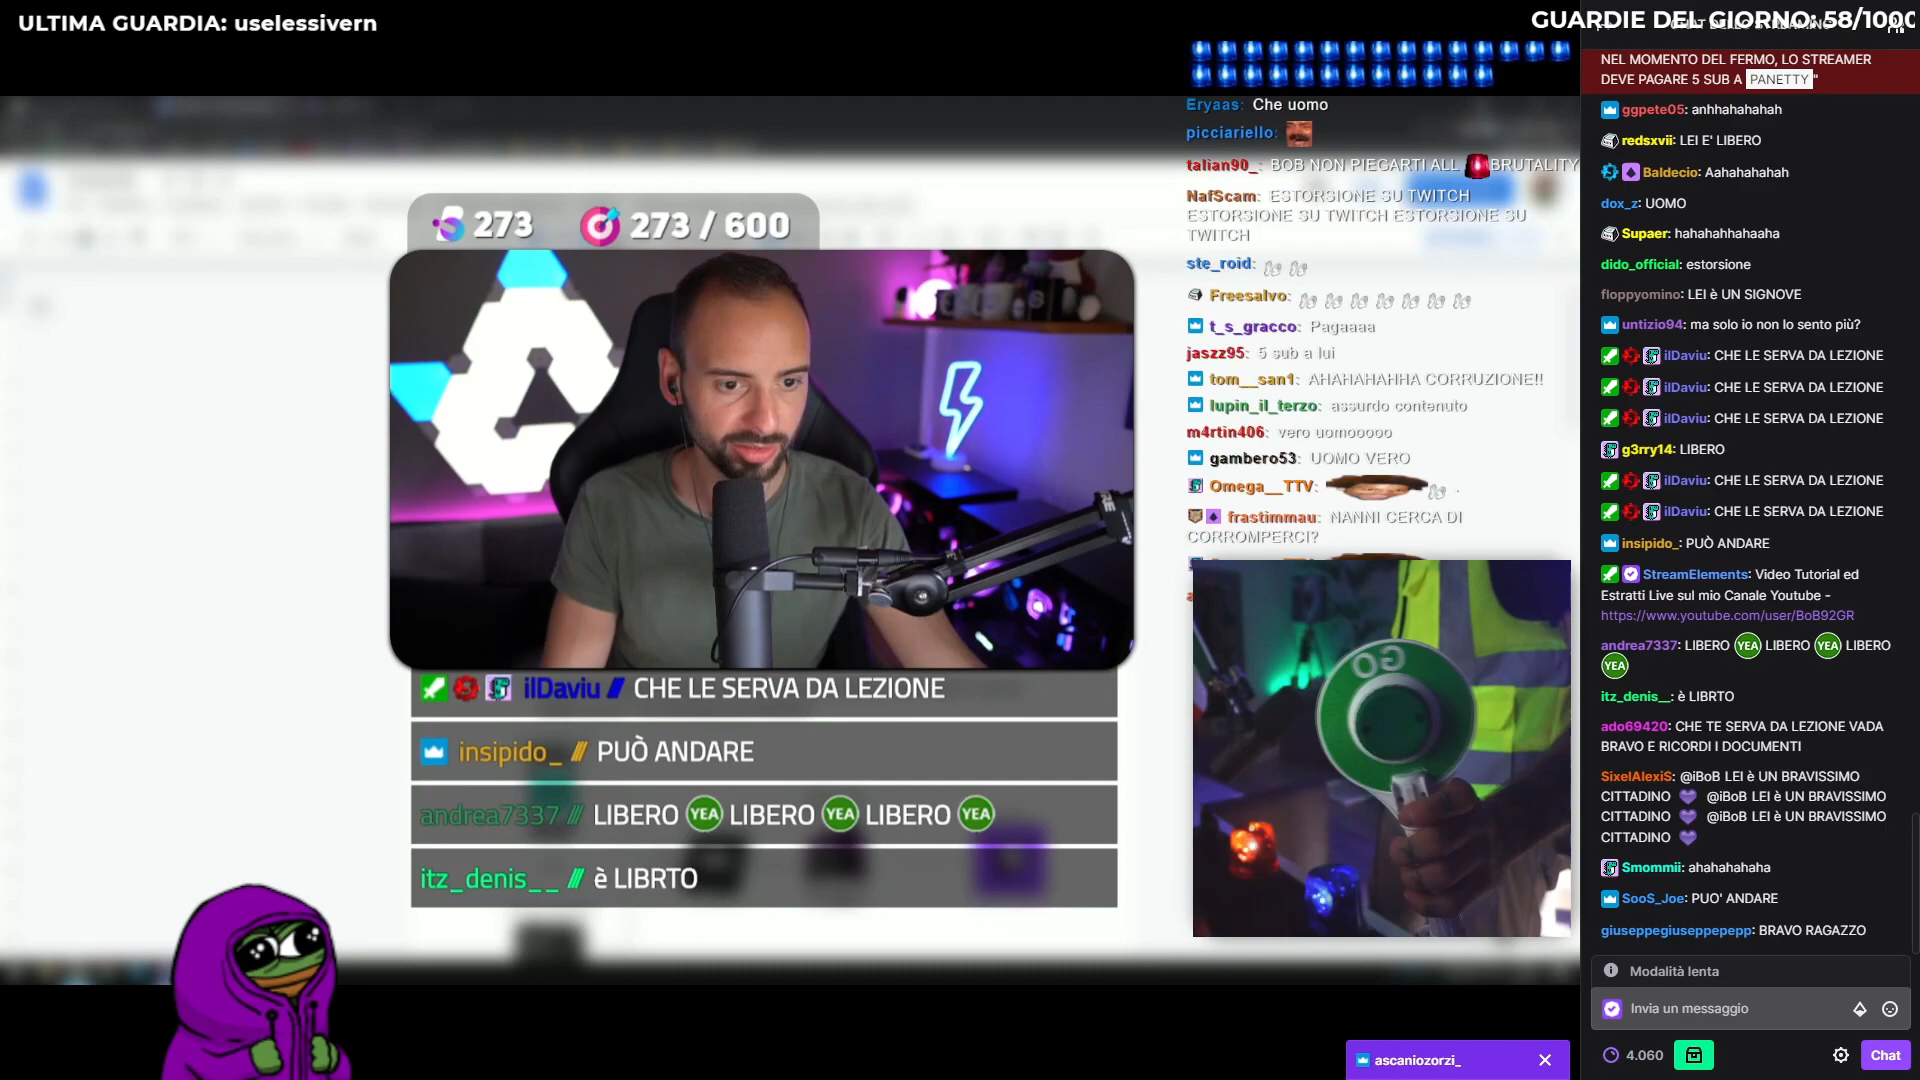 ULTIMA GUARDIA: uselessivern
GUARDIE DEL GIORNO: 58/1000
273
273 / 600
Eryaas: Che uomo
picciariello:
talian90_: BOB NON PIEGARTI ALL BRUTALITY
NafScam: ESTORSIONE SU TWITCH
ESTORSIONE SU TWITCH ESTORSIONE SU
TWITCH
ste_roid:
Freesalvo:
t_s_gracco: Pagaaaa
jaszz95: 5 sub a lui
tom__san1: AHAHAHAHHA CORRUZIONE!!
lupin_il_terzo: assurdo contenuto
m4rtin406: vero uomooooo
gambero53: UOMO VERO
Omega__TTV:
frastimmau: NANNI CERCA DI
CORROMPERCI?
ilDaviu /// CHE LE SERVA DA LEZIONE
insipido_ /// PUÒ ANDARE
andrea7337 /// LIBERO YEA LIBERO YEA LIBERO YEA
itz_denis__ /// è LIBRTO
GO
NEL MOMENTO DEL FERMO, LO STREAMER
DEVE PAGARE 5 SUB A PANETTY"
ggpete05: anhhahahahah
redsxvii: LEI E' LIBERO
Baldecio: Aahahahahah
dox_z: UOMO
Supaer: hahahahhahaaha
dido_official: estorsione
floppyomino: LEI è UN SIGNOVE
untizio94: ma solo io non lo sento più?
ilDaviu: CHE LE SERVA DA LEZIONE
ilDaviu: CHE LE SERVA DA LEZIONE
ilDaviu: CHE LE SERVA DA LEZIONE
g3rry14: LIBERO
ilDaviu: CHE LE SERVA DA LEZIONE
ilDaviu: CHE LE SERVA DA LEZIONE
insipido_: PUÒ ANDARE
StreamElements: Video Tutorial ed
Estratti Live sul mio Canale Youtube -
https://www.youtube.com/user/BoB92GR
andrea7337: LIBERO YEA LIBERO YEA LIBERO
YEA
itz_denis__: è LIBRTO
ado69420: CHE TE SERVA DA LEZIONE VADA
BRAVO E RICORDI I DOCUMENTI
SixelAlexiS: @iBoB LEI è UN BRAVISSIMO
CITTADINO @iBoB LEI è UN BRAVISSIMO
CITTADINO @iBoB LEI è UN BRAVISSIMO
CITTADINO
Smommii: ahahahahaha
SooS_Joe: PUO' ANDARE
giuseppegiuseppepepp: BRAVO RAGAZZO
Modalità lenta
Invia un messaggio
4.060
Chat
ascaniozorzi_